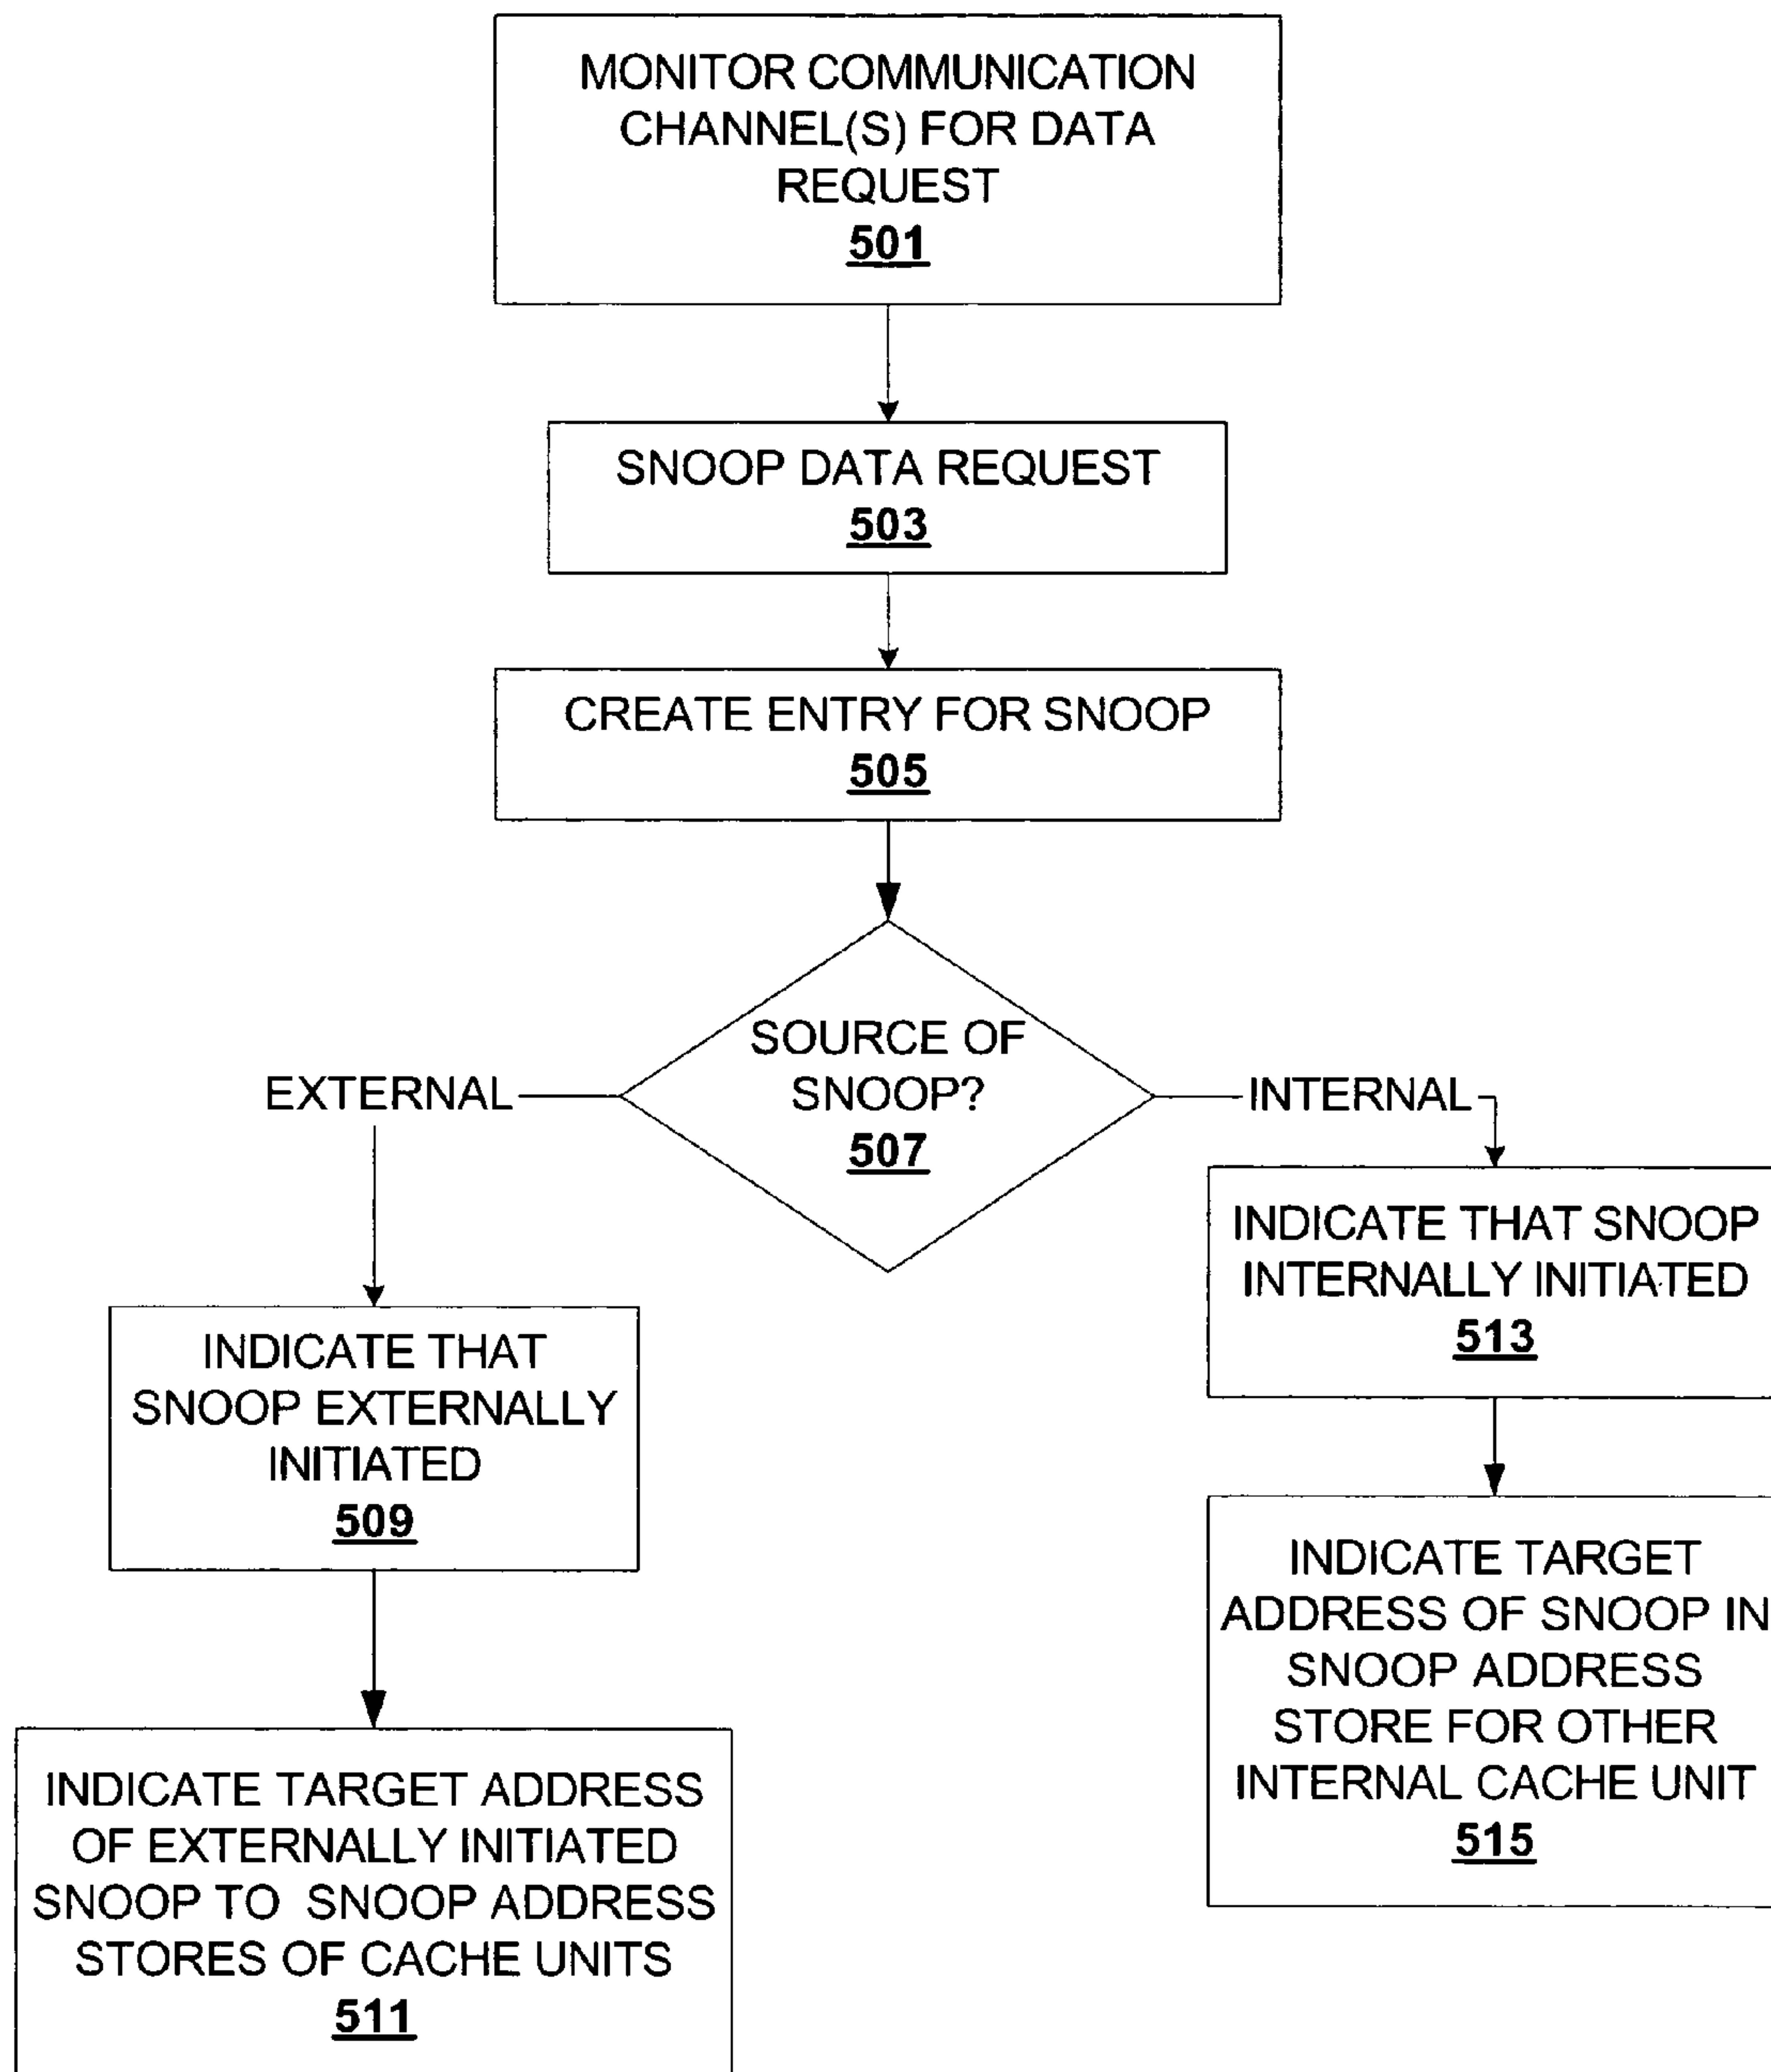 MONITOR COMMUNICATION
CHANNEL(S) FOR DATA
REQUEST
501
SNOOP DATA REQUEST
503
CREATE ENTRY FOR SNOOP
505
SOURCE OF
SNOOP?
507
EXTERNAL
INTERNAL
INDICATE THAT
SNOOP EXTERNALLY
INITIATED
509
INDICATE TARGET ADDRESS
OF EXTERNALLY INITIATED
SNOOP TO SNOOP ADDRESS
STORES OF CACHE UNITS
511
INDICATE THAT SNOOP
INTERNALLY INITIATED
513
INDICATE TARGET
ADDRESS OF SNOOP IN
SNOOP ADDRESS
STORE FOR OTHER
INTERNAL CACHE UNIT
515